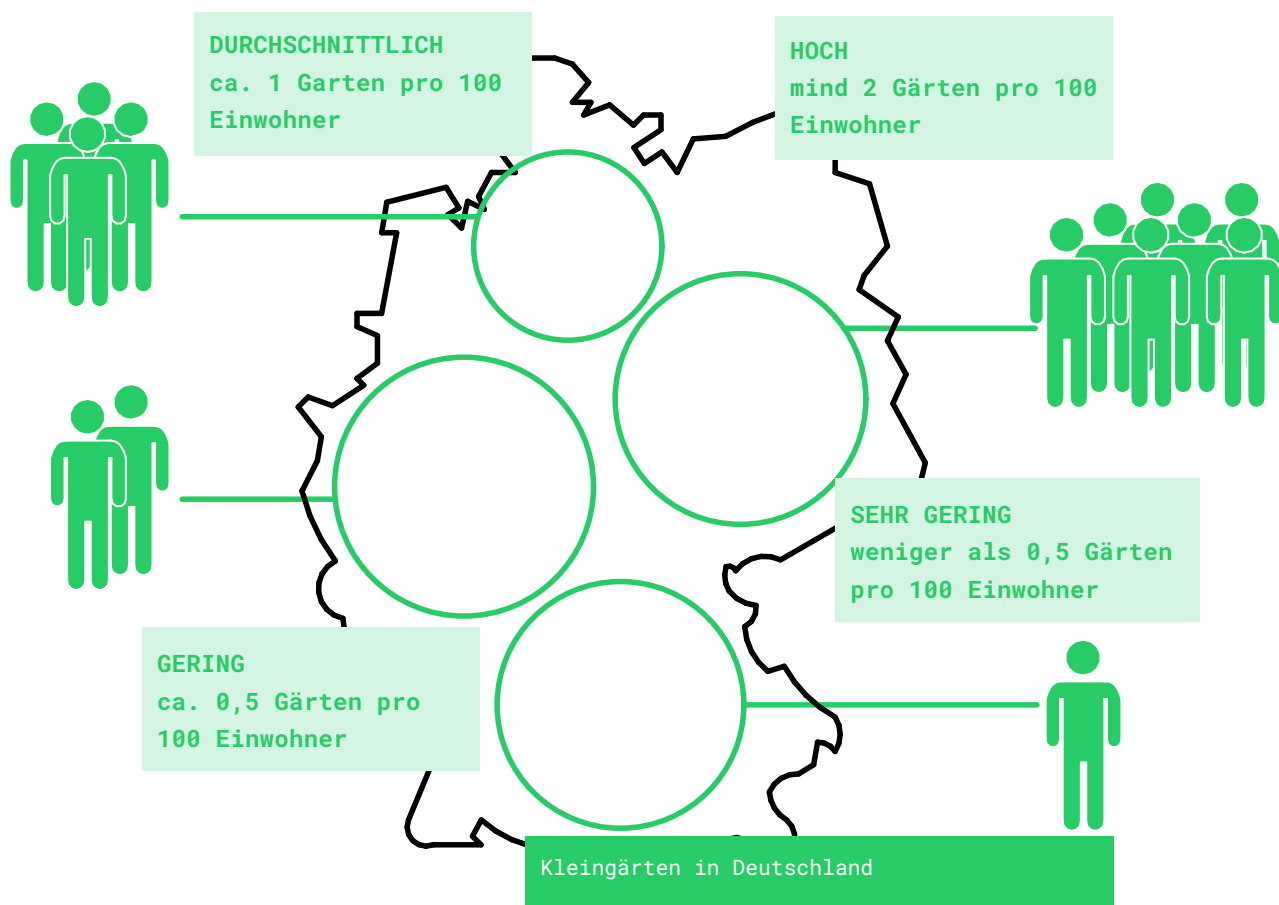 DURCHSCHNITTLICH
ca. 1 Garten pro 100
Einwohner
HOCH
mind 2 Gärten pro 100
Einwohner
SEHR GERING
weniger als 0,5 Gärten
pro 100 Einwohner
GERING
ca. 0,5 Gärten pro
100 Einwohner
Kleingärten in Deutschland